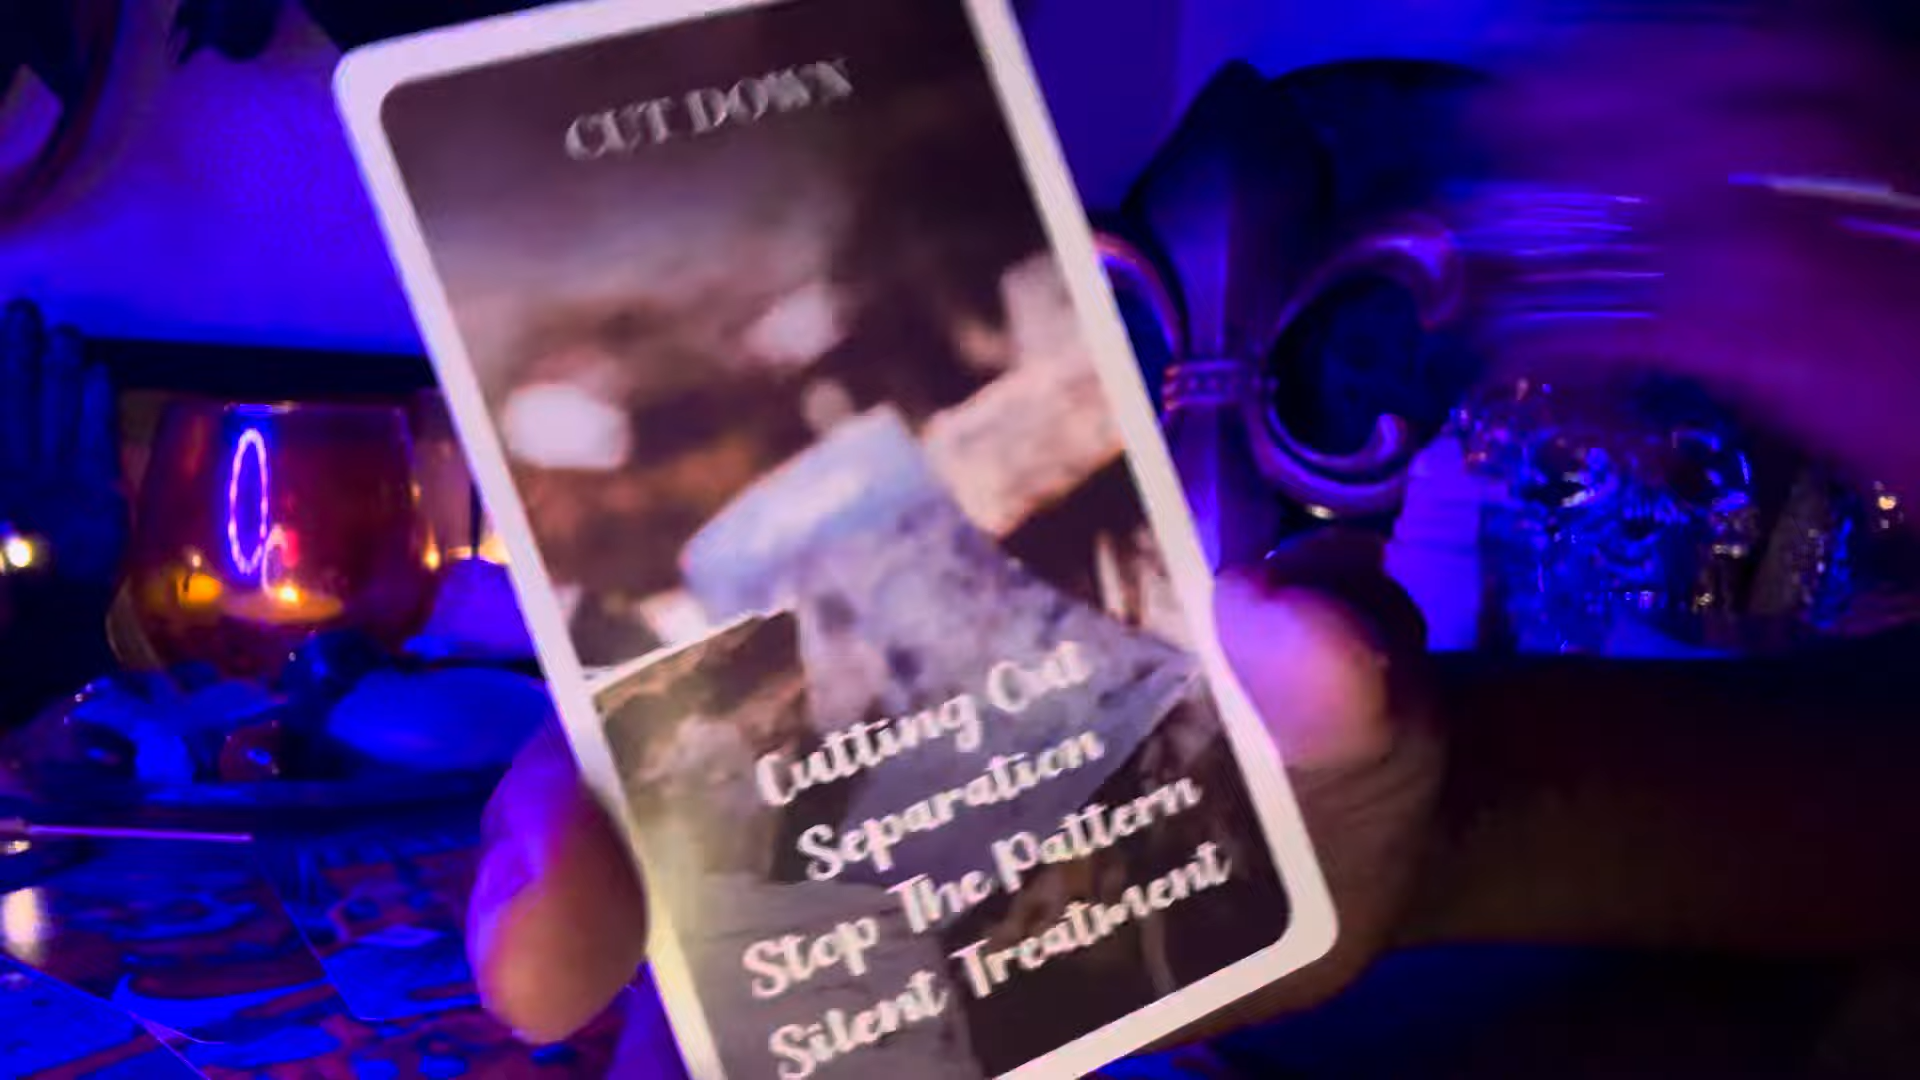 CUT DOWN
Cutting Out
Separation
Stop The Pattern
Silent Treatment